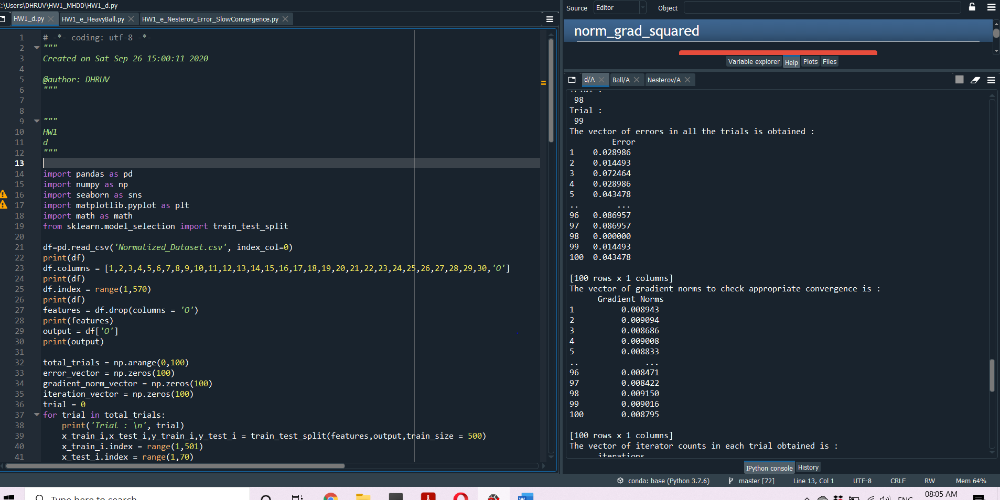 C:\Users\DHRUV\HW1_MHDD\HW1_d.py
HW1_d.py HW1_e_HeavyBall.py HW1_e_Nesterov_Error_SlowConvergence.py
1 # -*- coding: utf-8 -*-
2 """
3 Created on Sat Sep 26 15:00:11 2020
4
5 @author: DHRUV
6 """
7
8
9 """
10 HW1
11 d
12 """
13
14 import pandas as pd
15 import numpy as np
16 import seaborn as sns
17 import matplotlib.pyplot as plt
18 import math as math
19 from sklearn.model_selection import train_test_split
20
21 df=pd.read_csv('Normalized_Dataset.csv', index_col=0)
22 print(df)
23 df.columns = [1,2,3,4,5,6,7,8,9,10,11,12,13,14,15,16,17,18,19,20,21,22,23,24,25,26,27,28,29,30,'O']
24 print(df)
25 df.index = range(1,570)
26 print(df)
27 features = df.drop(columns = 'O')
28 print(features)
29 output = df['O']
30 print(output)
31
32 total_trials = np.arange(0,100)
33 error_vector = np.zeros(100)
34 gradient_norm_vector = np.zeros(100)
35 iteration_vector = np.zeros(100)
36 trial = 0
37 for trial in total_trials:
38 print('Trial : \n', trial)
39 x_train_i,x_test_i,y_train_i,y_test_i = train_test_split(features,output,train_size = 500)
40 x_train_i.index = range(1,501)
41 x_test_i.index = range(1,70)
Source Editor Object
norm_grad_squared
Variable explorer Help Plots Files
d/A Ball/A Nesterov/A
Trial :
98
Trial :
99
The vector of errors in all the trials is obtained :
Error
1 0.028986
2 0.014493
3 0.072464
4 0.028986
5 0.043478
.. ...
96 0.086957
97 0.086957
98 0.000000
99 0.014493
100 0.043478
[100 rows x 1 columns]
The vector of gradient norms to check appropriate convergence is :
Gradient Norms
1 0.008943
2 0.009094
3 0.008686
4 0.009008
5 0.008833
.. ...
96 0.008471
97 0.008422
98 0.009150
99 0.009016
100 0.008795
[100 rows x 1 columns]
The vector of iterator counts in each trial obtained is :
iterations
IPython console History
conda: base (Python 3.7.6) master [72] Line 13, Col 1 UTF-8 CRLF RW Mem 64%
Type here to search
W
ENG
08:05 AM